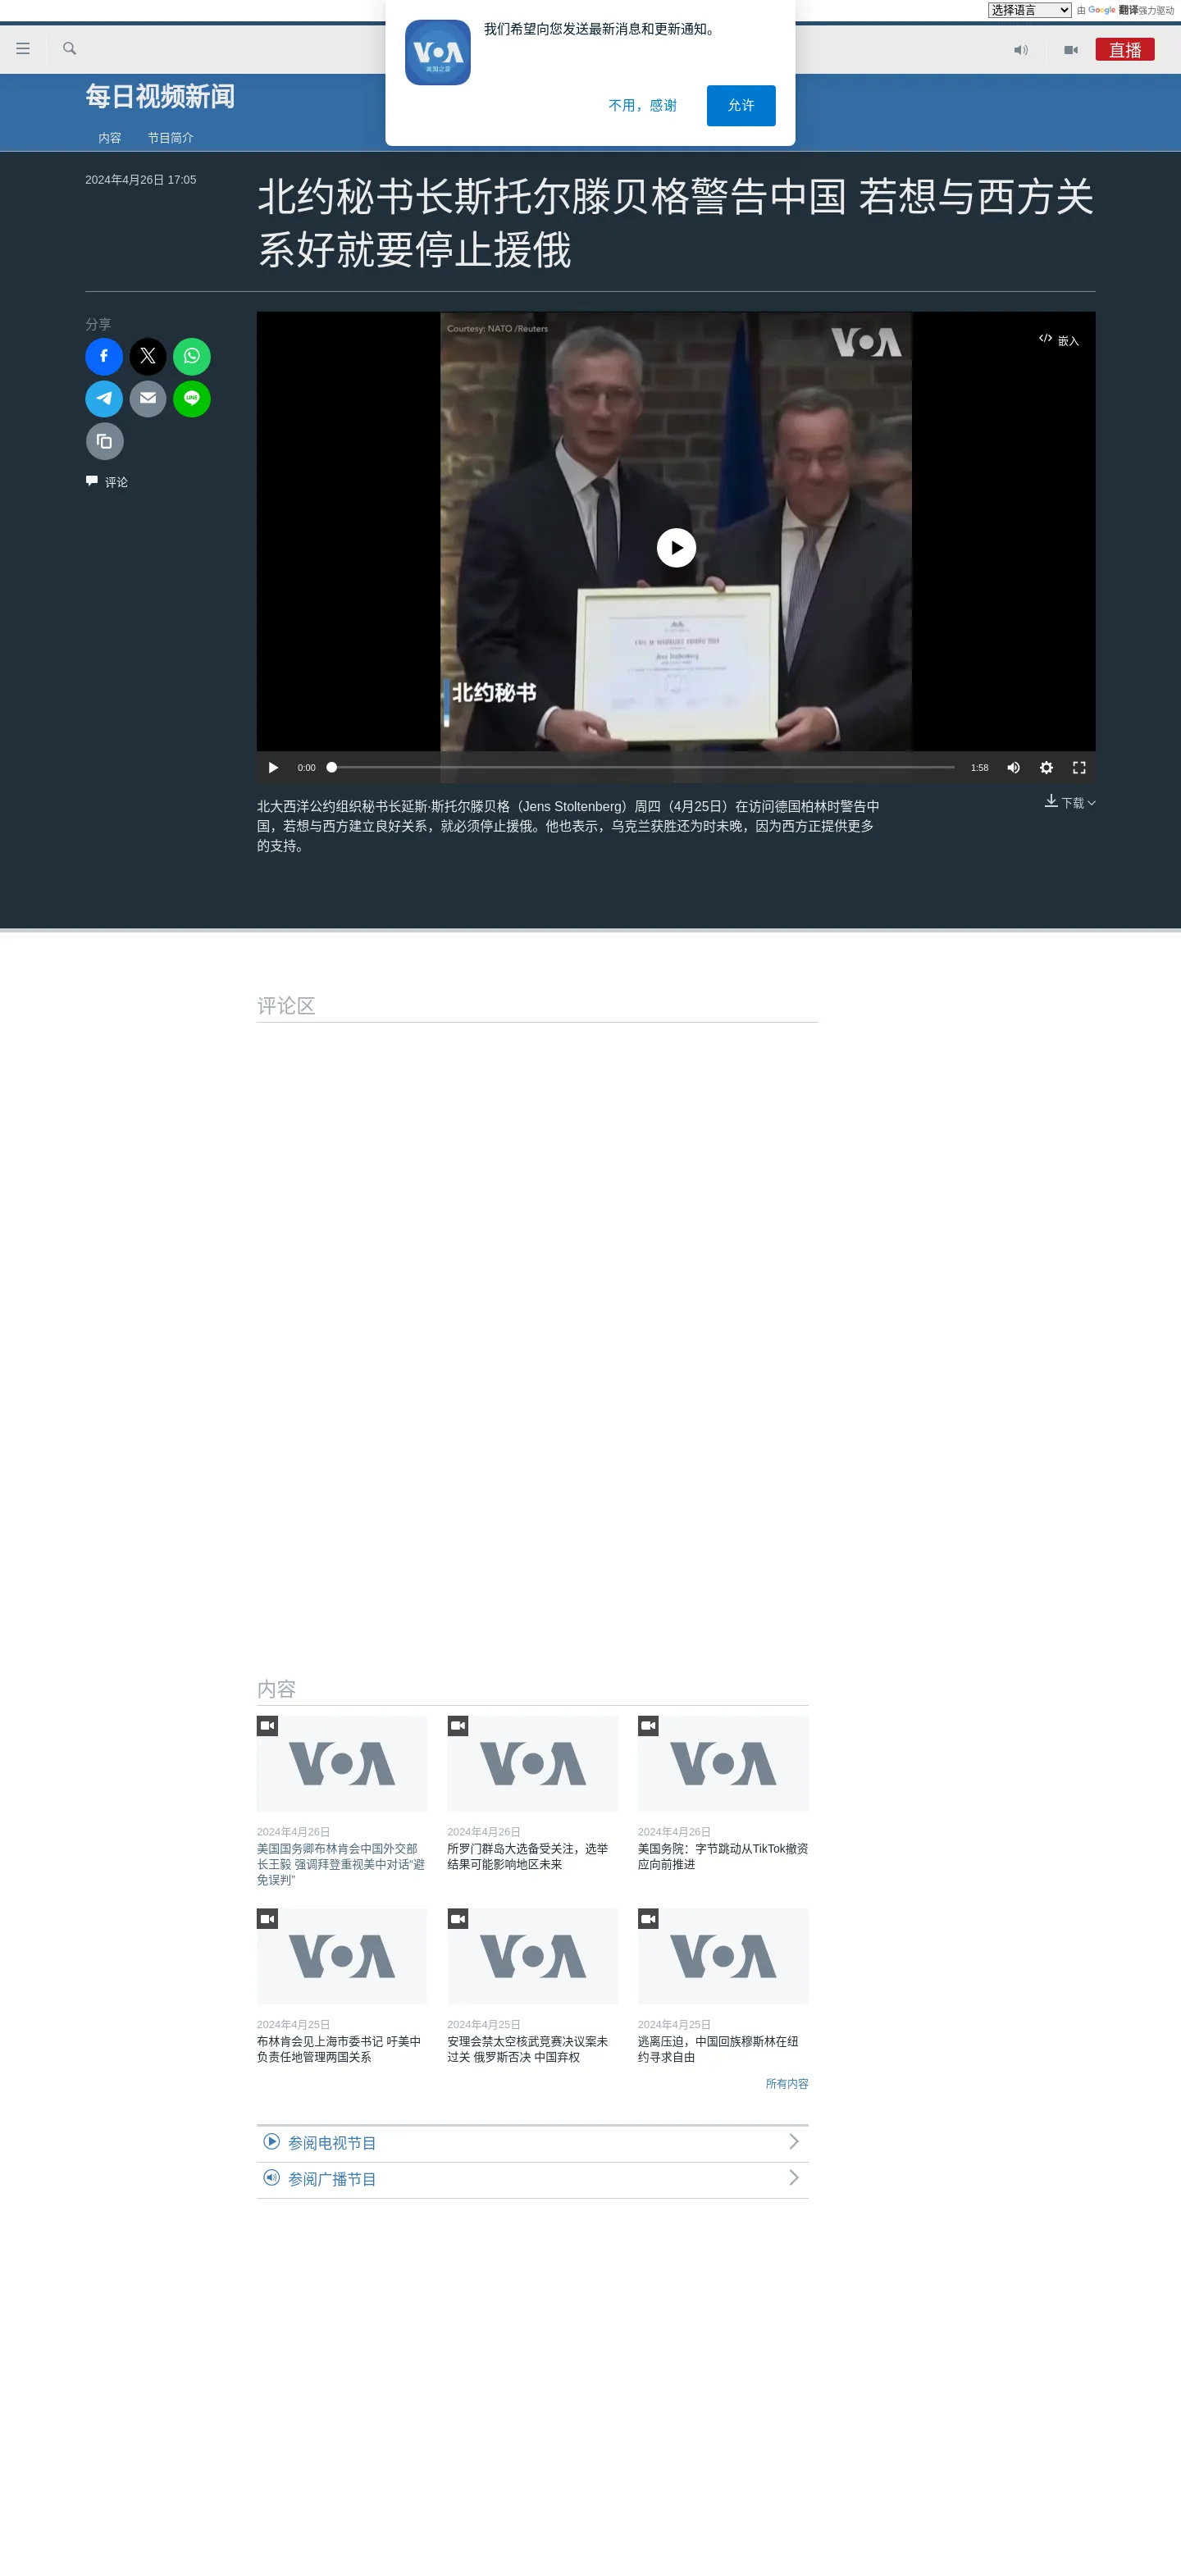 选择语言
由 Google 翻译强力驱动
VOA
美国之音
我们希望向您发送最新消息和更新通知。
不用，感谢
允许
直播
每日视频新闻
内容
节目简介
2024年4月26日 17:05
北约秘书长斯托尔滕贝格警告中国 若想与西方关
系好就要停止援俄
分享
评论
Courtesy: NATO /Reuters
VOA
嵌入
北约秘书
0:00
1:58
北大西洋公约组织秘书长延斯·斯托尔滕贝格（Jens Stoltenberg）周四（4月25日）在访问德国柏林时警告中
国，若想与西方建立良好关系，就必须停止援俄。他也表示，乌克兰获胜还为时未晚，因为西方正提供更多
的支持。
下载
评论区
内容
VOA
VOA
VOA
2024年4月26日
美国国务卿布林肯会中国外交部
长王毅 强调拜登重视美中对话“避
免误判”
2024年4月26日
所罗门群岛大选备受关注，选举
结果可能影响地区未来
2024年4月26日
美国务院：字节跳动从TikTok撤资
应向前推进
VOA
VOA
VOA
2024年4月25日
布林肯会见上海市委书记 吁美中
负责任地管理两国关系
2024年4月25日
安理会禁太空核武竞赛决议案未
过关 俄罗斯否决 中国弃权
2024年4月25日
逃离压迫，中国回族穆斯林在纽
约寻求自由
所有内容
参阅电视节目
参阅广播节目